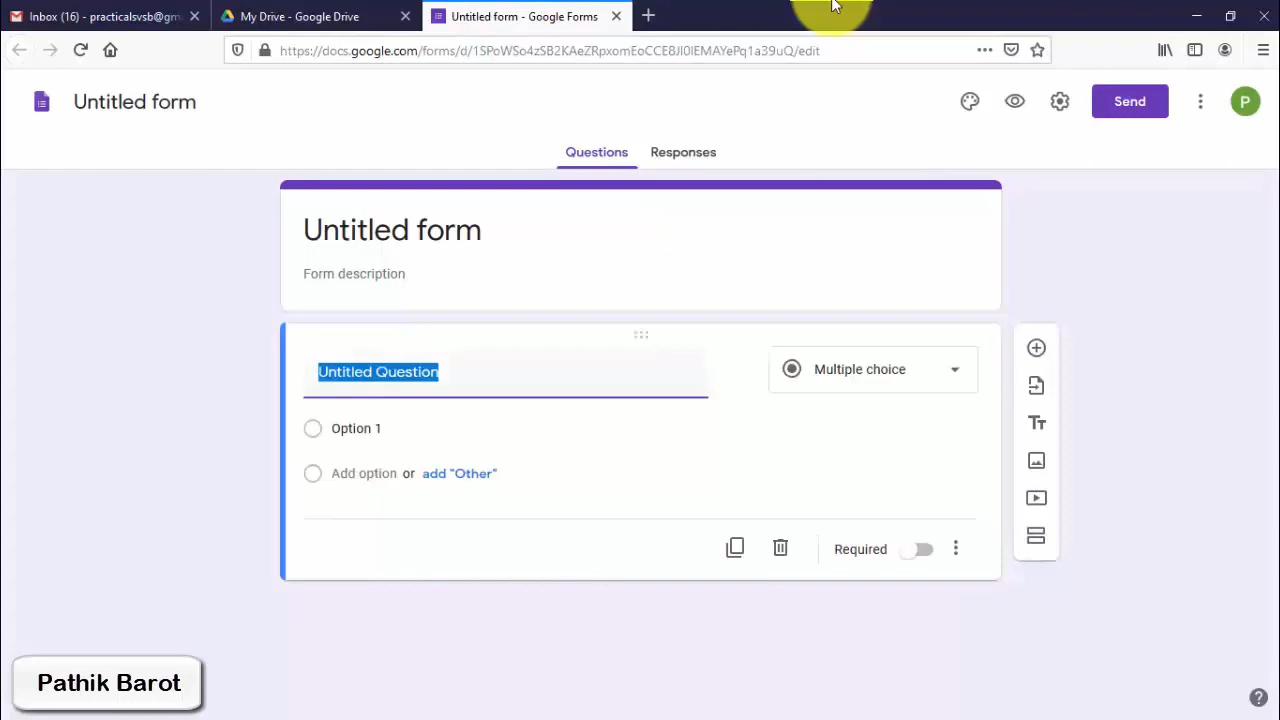 Inbox (16) - practicalsvsb@gm
My Drive - Google Drive
Untitled form - Google Forms
https://docs.google.com/forms/d/1SPoWSo4zSB2KAeZRpxomEoCCE8JI0lEMAYePq1a39uQ/edit
Untitled form
Send
P
Questions
Responses
Untitled form
Form description
Untitled Question
Multiple choice
Option 1
Add option or add "Other"
Required
Pathik Barot